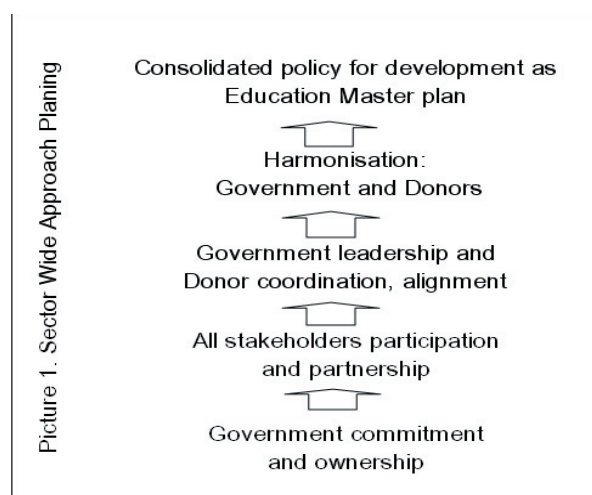 Picture 1. Sector Wide Approach Planing
Consolidated policy for development as
Education Master plan
Harmonisation:
Government and Donors
Government leadership and
Donor coordination, alignment
All stakeholders participation
and partnership
Government commitment
and ownership